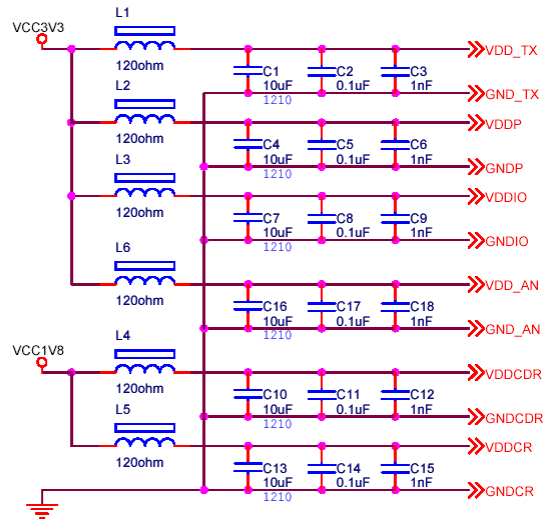 L1
VCC3V3
VDD_TX
120ohm
C1 C2 C3
10uF 0.1uF 1nF
1210
GND_TX
L2
VDDP
120ohm
C4 C5 C6
10uF 0.1uF 1nF
1210
GNDP
L3
VDDIO
120ohm
C7 C8 C9
10uF 0.1uF 1nF
1210
GNDIO
L6
VDD_AN
120ohm
C16 C17 C18
10uF 0.1uF 1nF
1210
GND_AN
L4
VCC1V8
VDDCDR
120ohm
C10 C11 C12
10uF 0.1uF 1nF
1210
GNDCDR
L5
VDDCR
120ohm
C13 C14 C15
10uF 0.1uF 1nF
1210
GNDCR